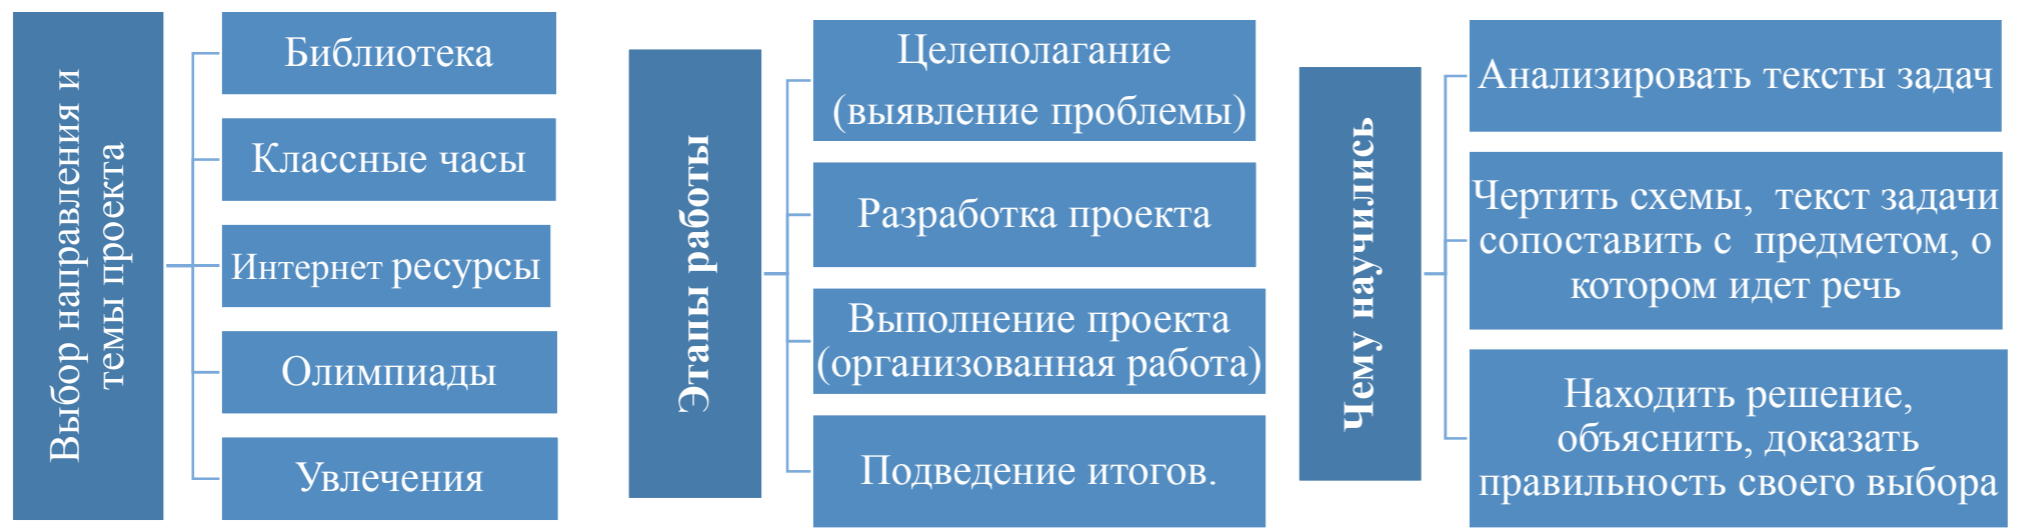 Выбор направления и
темы проекта
Библиотека
Классные часы
Интернет ресурсы
Олимпиады
Увлечения
Этапы работы
Целеполагание
(выявление проблемы)
Разработка проекта
Выполнение проекта
(организованная работа)
Подведение итогов.
Чему научились
Анализировать тексты задач
Чертить схемы, текст задачи
сопоставить с предметом, о
котором идет речь
Находить решение,
объяснить, доказать
правильность своего выбора